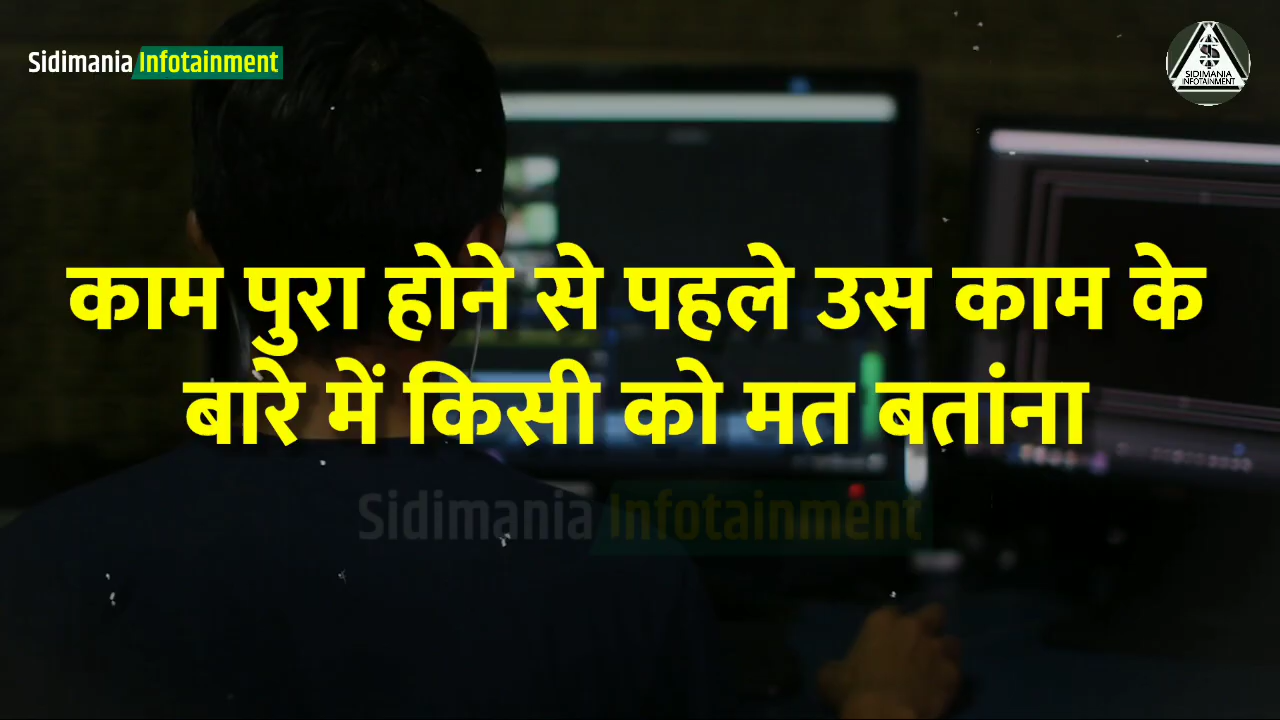 Sidimania Infotainment
SIDIMANIA
INFOTAINMENT
काम पुरा होने से पहले उस काम के
बारे में किसी को मत बतांना
Sidimania Infotainment